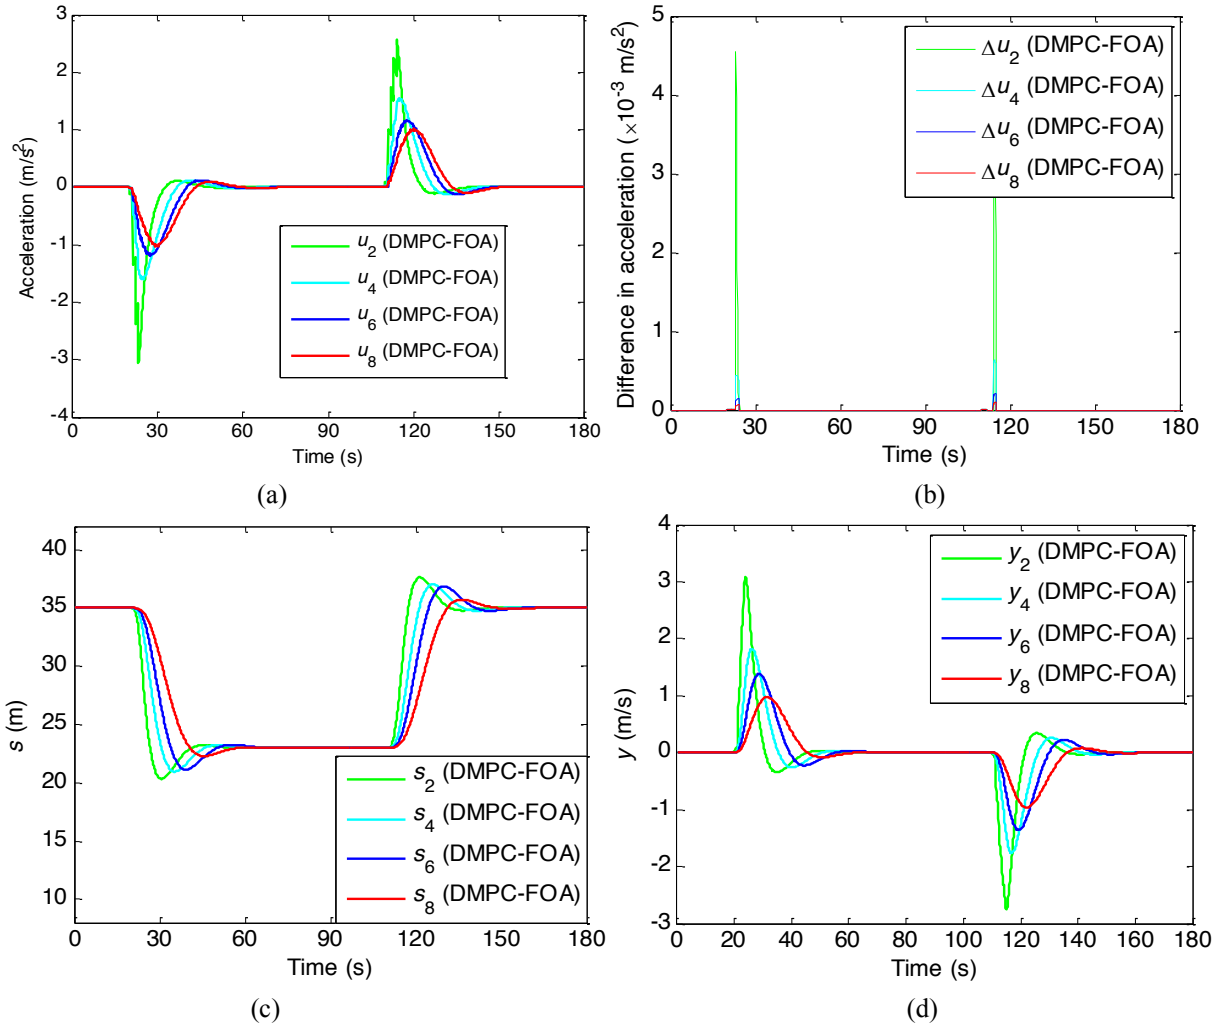 3
2
1
0
-1
-2
-3
-4
Acceleration (m/s²)
u₂ (DMPC-FOA)
u₄ (DMPC-FOA)
u₆ (DMPC-FOA)
u₈ (DMPC-FOA)
0 30 60 90 120 150 180
Time (s)
(a)
5
4
3
2
1
0
Difference in acceleration (×10⁻³ m/s²)
Δu₂ (DMPC-FOA)
Δu₄ (DMPC-FOA)
Δu₆ (DMPC-FOA)
Δu₈ (DMPC-FOA)
0 30 60 90 120 150 180
Time (s)
(b)
40
35
30
25
20
15
10
s (m)
s₂ (DMPC-FOA)
s₄ (DMPC-FOA)
s₆ (DMPC-FOA)
s₈ (DMPC-FOA)
0 30 60 90 120 150 180
Time (s)
(c)
4
3
2
1
0
-1
-2
-3
y (m/s)
y₂ (DMPC-FOA)
y₄ (DMPC-FOA)
y₆ (DMPC-FOA)
y₈ (DMPC-FOA)
0 20 40 60 80 100 120 140 160 180
Time (s)
(d)